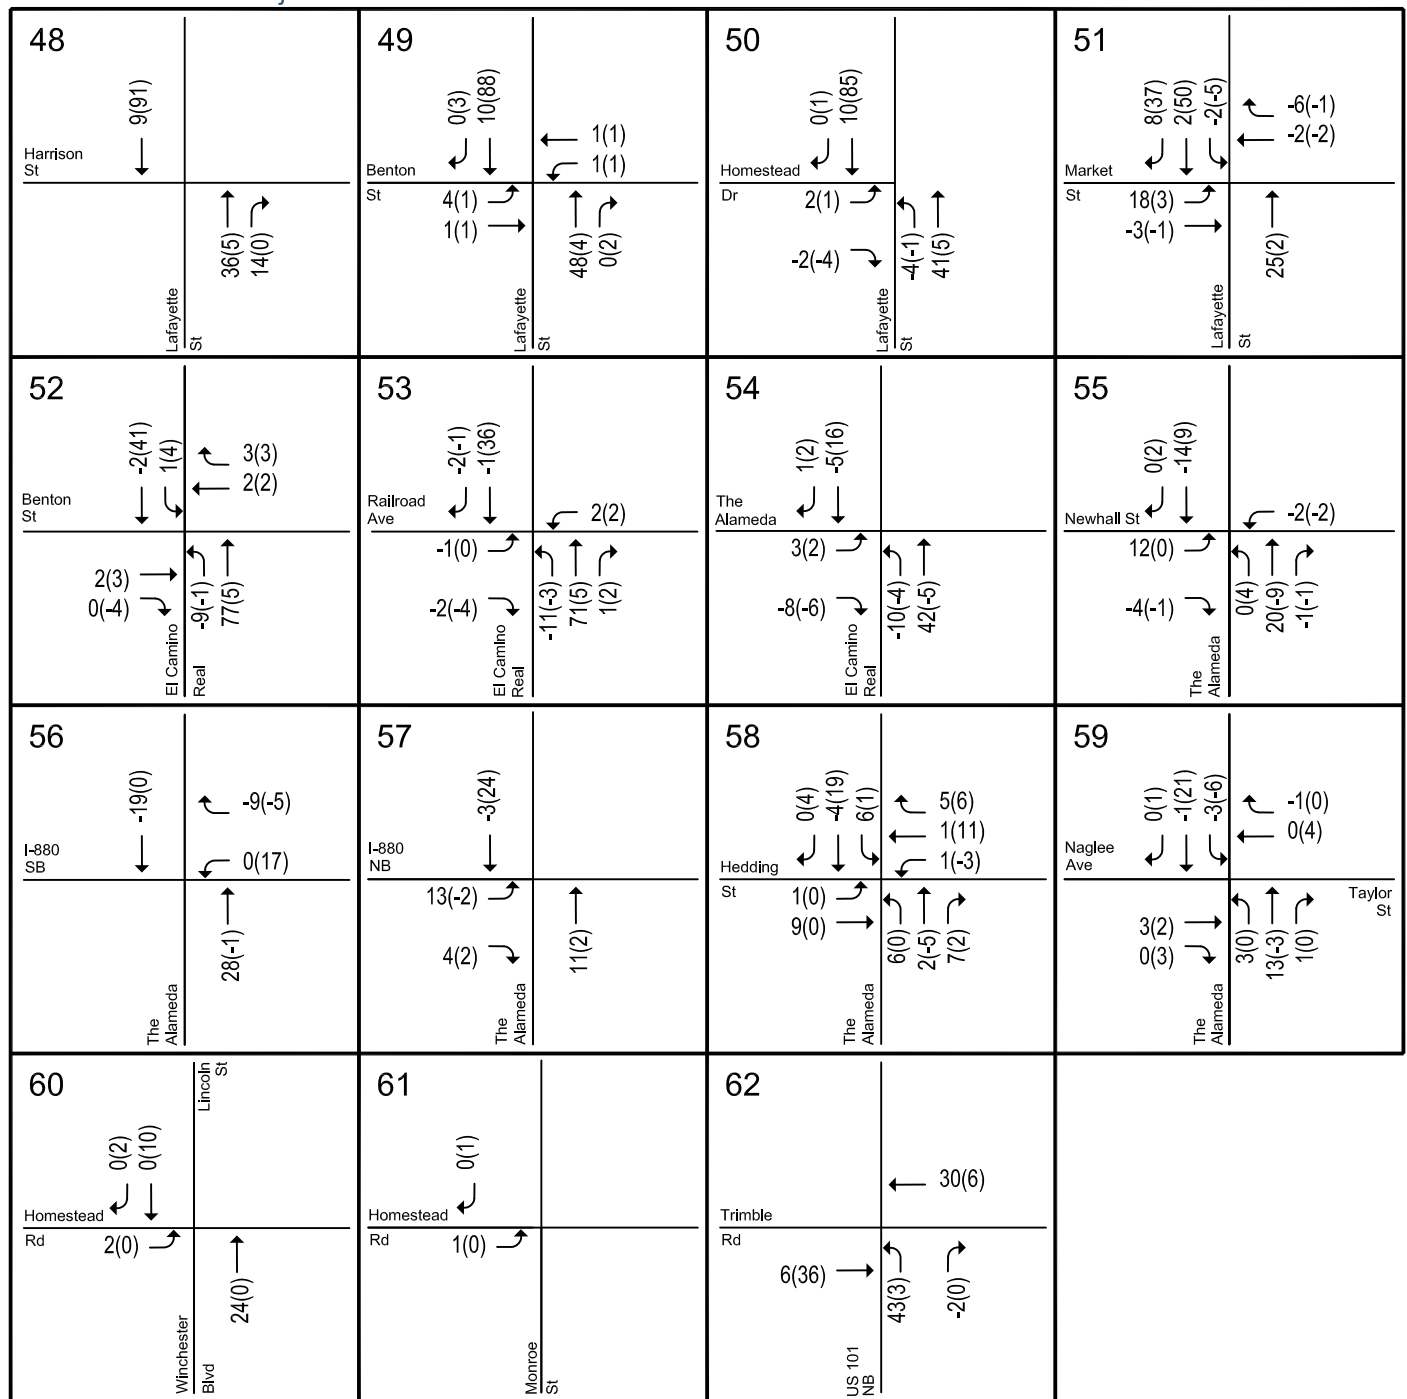 48
9(91)
Harrison
St
36(5)
14(0)
Lafayette
St
49
0(3)
10(88)
1(1)
1(1)
Benton
St
4(1)
1(1)
48(4)
0(2)
Lafayette
St
50
0(1)
10(85)
Homestead
Dr
2(1)
-2(-4)
-4(-1)
41(5)
Lafayette
St
51
8(37)
2(50)
-2(-5)
-6(-1)
-2(-2)
Market
St
18(3)
-3(-1)
25(2)
Lafayette
St
52
-2(41)
1(4)
3(3)
2(2)
Benton
St
2(3)
0(-4)
-9(-1)
77(5)
El Camino
Real
53
-2(-1)
-1(36)
Railroad
Ave
2(2)
-1(0)
-2(-4)
-11(-3)
71(5)
1(2)
El Camino
Real
54
1(2)
-5(16)
The
Alameda
3(2)
-8(-6)
-10(-4)
42(-5)
El Camino
Real
55
0(2)
-14(9)
Newhall St
-2(-2)
12(0)
-4(-1)
0(4)
20(-9)
-1(-1)
The
Alameda
56
-19(0)
-9(-5)
I-880
SB
0(17)
28(-1)
The
Alameda
57
-3(24)
I-880
NB
13(-2)
4(2)
11(2)
The
Alameda
58
0(4)
-4(19)
6(1)
5(6)
1(11)
1(-3)
Hedding
St
1(0)
9(0)
6(0)
2(-5)
7(2)
The
Alameda
59
0(1)
-1(21)
-3(-6)
-1(0)
0(4)
Naglee
Ave
Taylor
St
3(2)
0(3)
3(0)
13(-3)
1(0)
The
Alameda
60
Lincoln
St
0(2)
0(10)
Homestead
Rd
2(0)
24(0)
Winchester
Blvd
61
0(1)
Homestead
Rd
1(0)
Monroe
St
62
30(6)
Trimble
Rd
6(36)
43(3)
-2(0)
US 101
NB